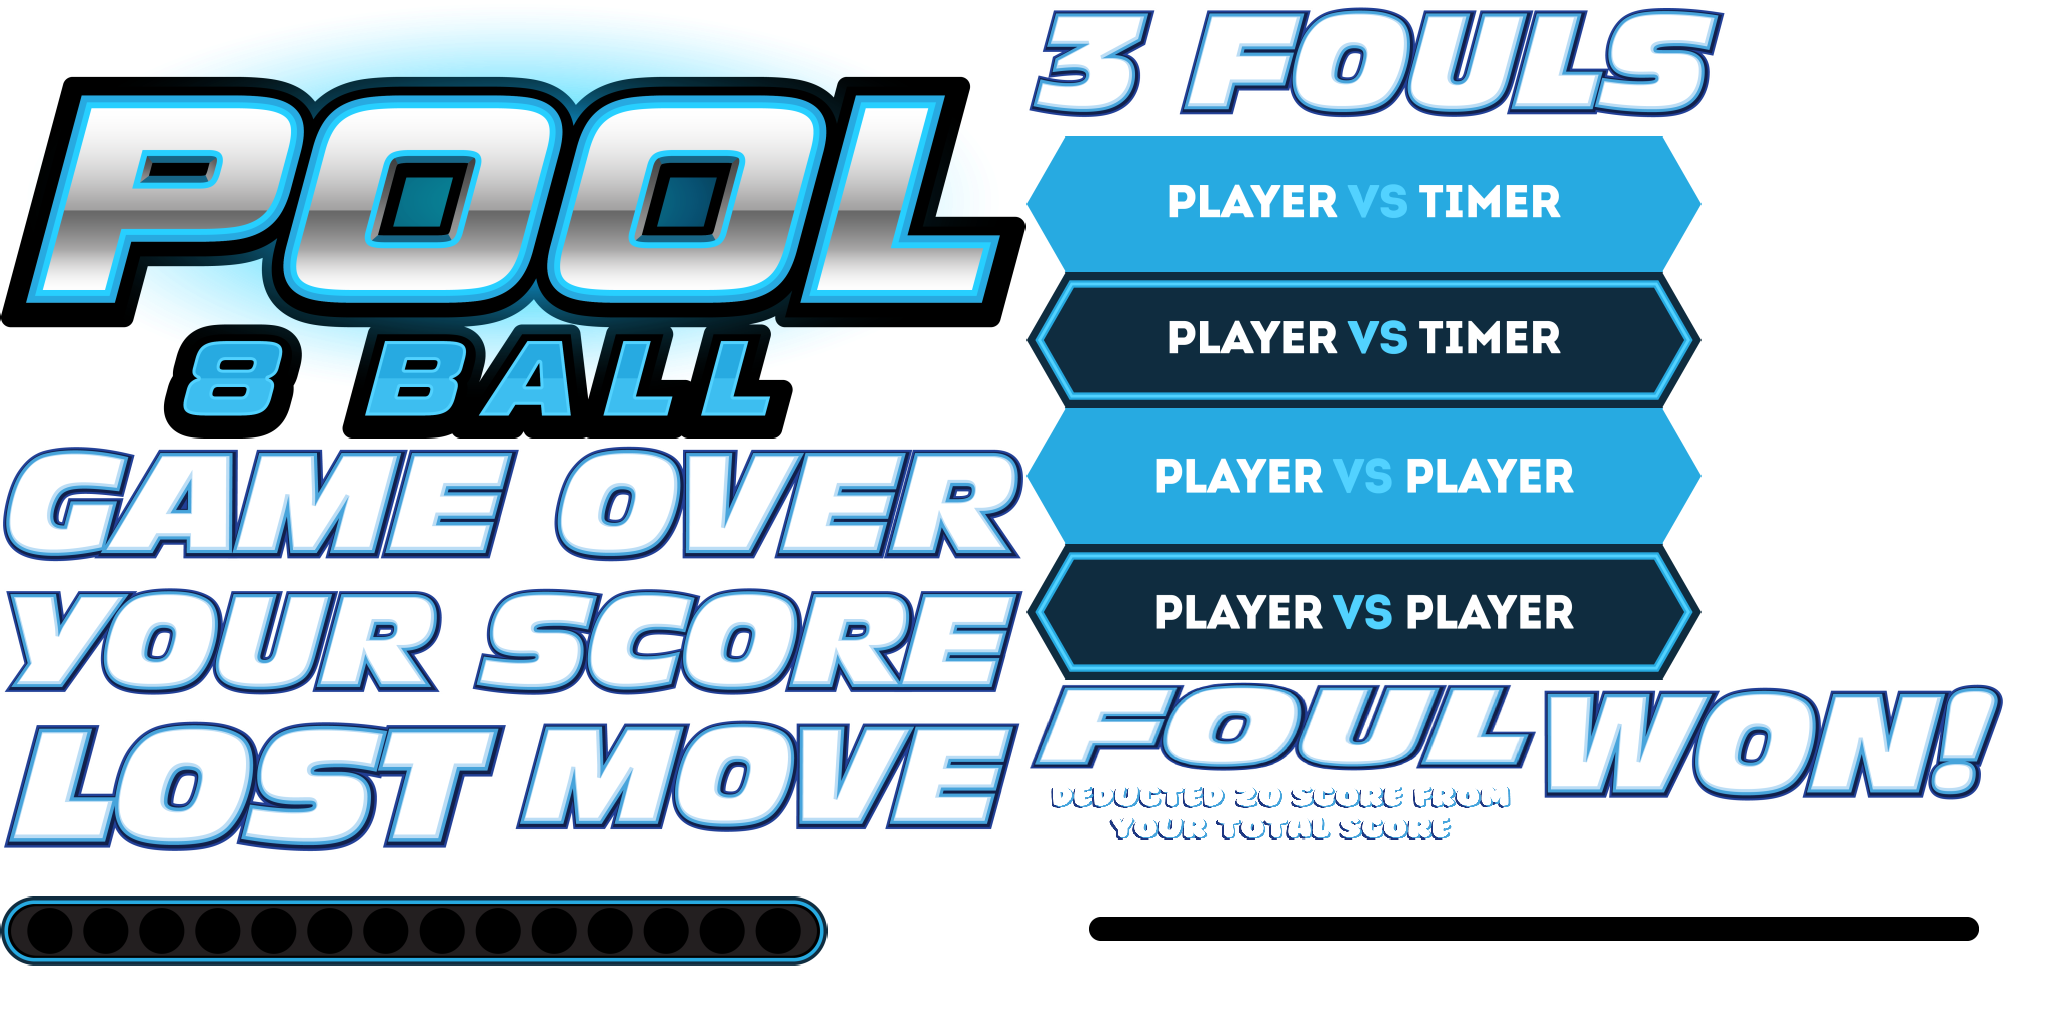 POOL
8 BALL
GAME OVER
YOUR SCORE
LOST MOVE
3 FOULS
PLAYER VS TIMER
PLAYER VS TIMER
PLAYER VS PLAYER
PLAYER VS PLAYER
FOUL WON!
DEDUCTED 20 SCORE FROM
YOUR TOTAL SCORE